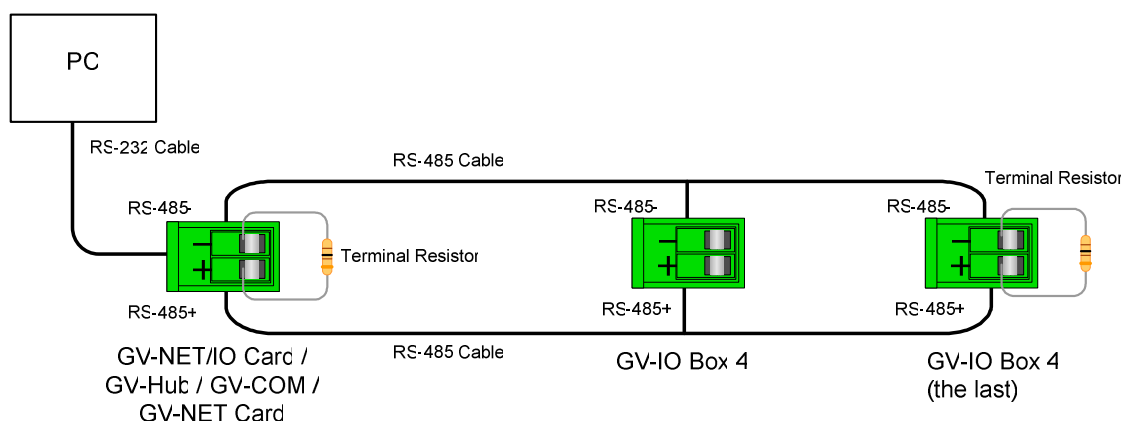 PC
RS-232 Cable
RS-485 Cable
Terminal Resistor
RS-485-
RS-485-
RS-485-
−
+
−
+
−
+
Terminal Resistor
RS-485+
RS-485+
RS-485+
RS-485 Cable
GV-NET/IO Card /
GV-Hub / GV-COM /
GV-NET Card
GV-IO Box 4
GV-IO Box 4
(the last)